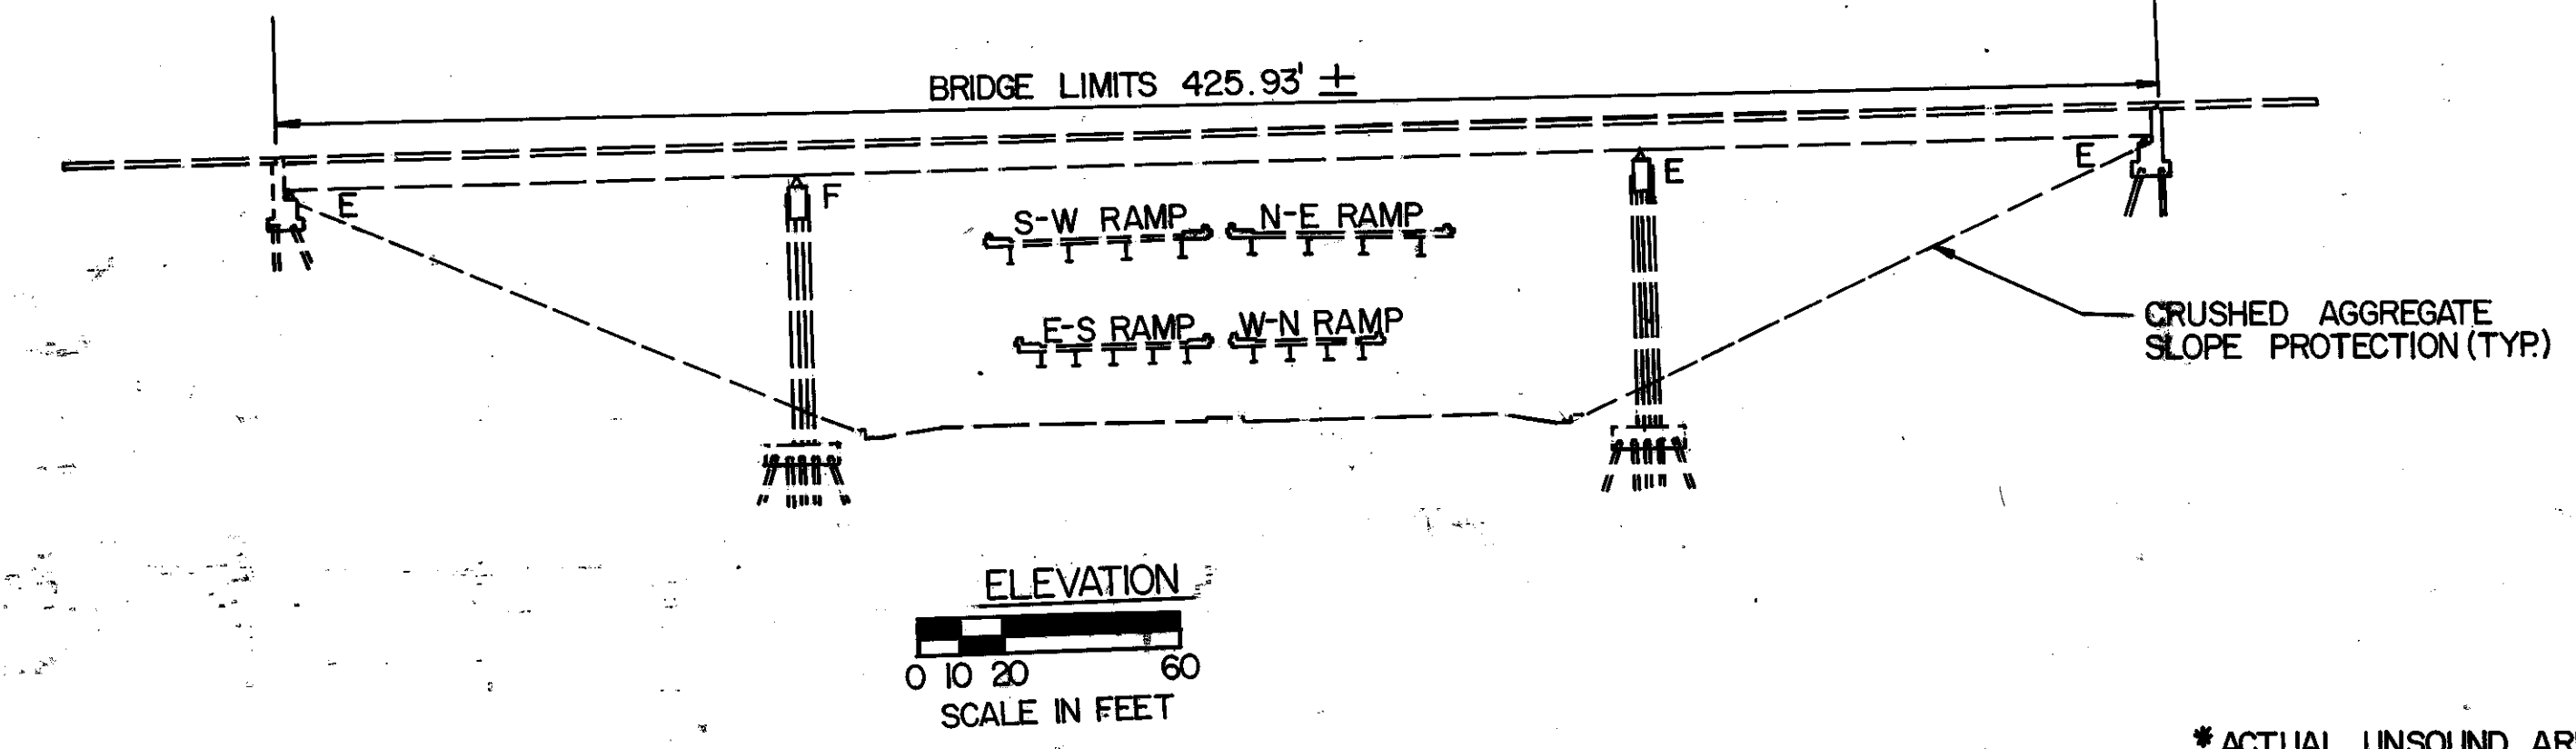 BRIDGE LIMITS 425.93' ±
E
F
E
E
S-W RAMP
N-E RAMP
E-S RAMP
W-N RAMP
CRUSHED AGGREGATE
SLOPE PROTECTION (TYP.)
ELEVATION
0 10 20 60
SCALE IN FEET
* ACTUAL UNSOUND